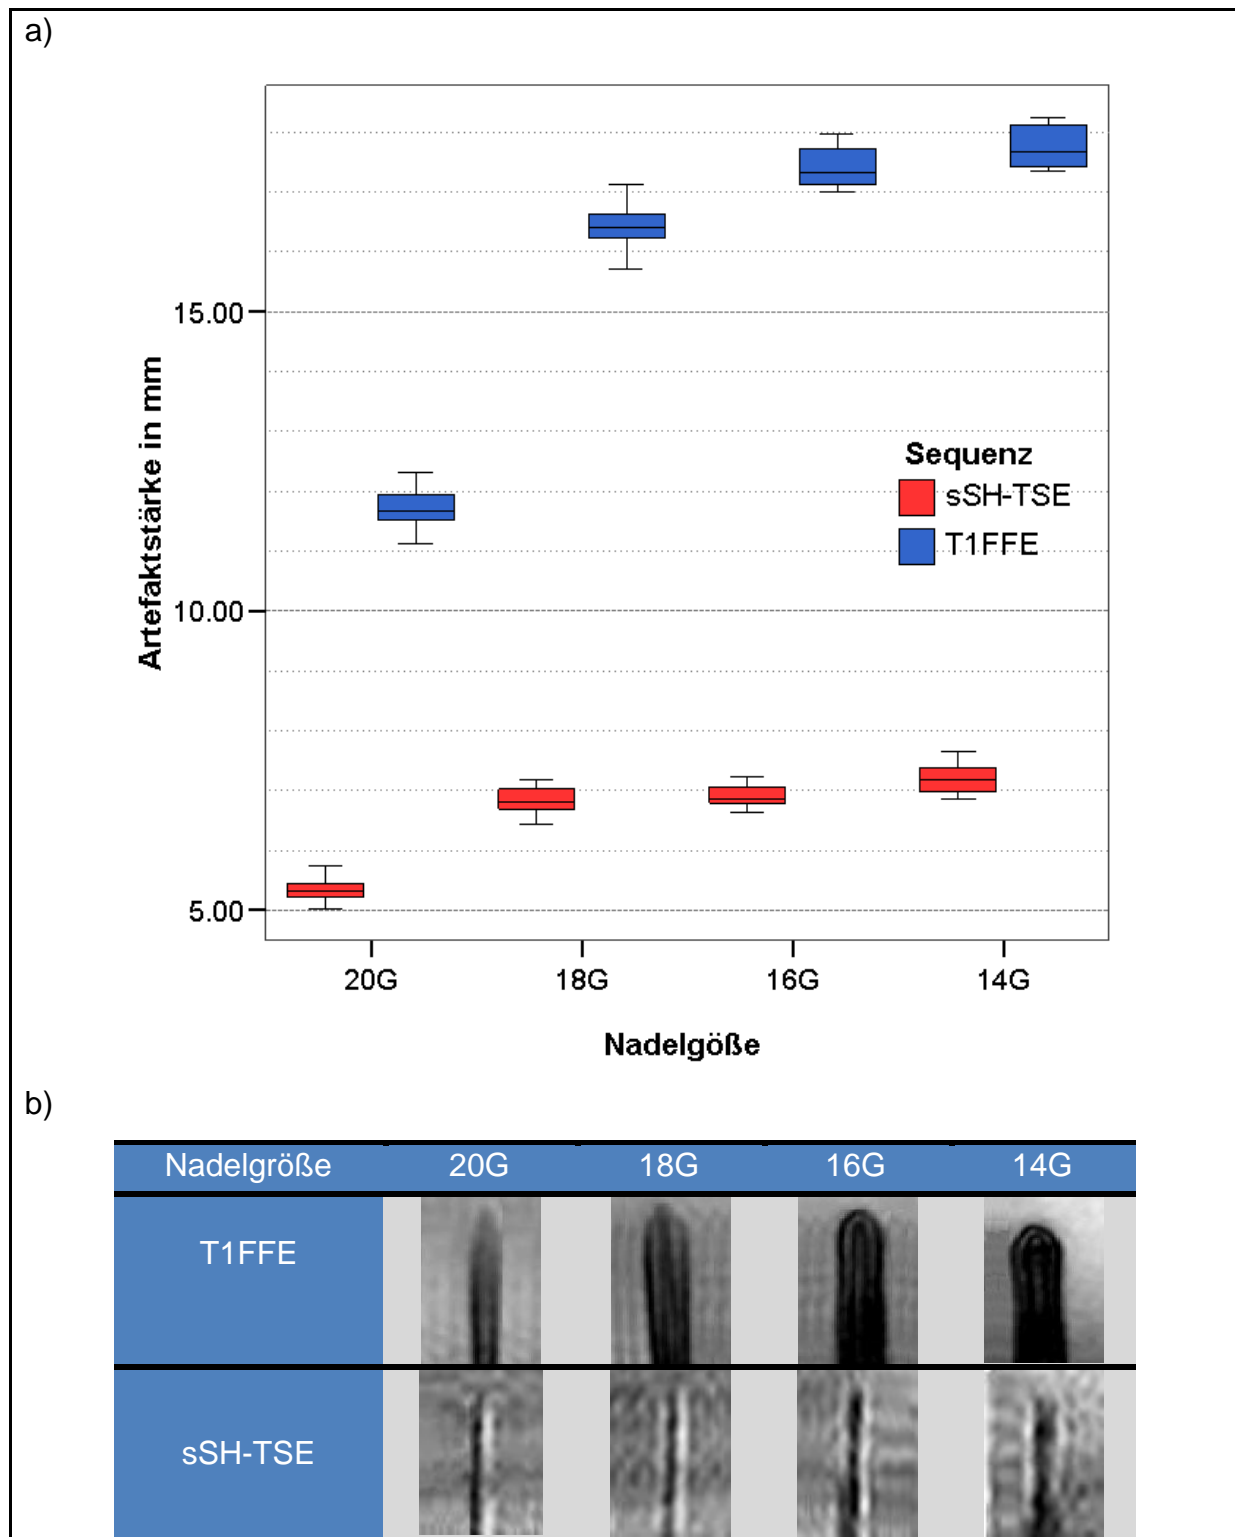 a)
15.00
10.00
5.00
Artefaktstärke in mm
Sequenz
sSH-TSE
T1FFE
20G 18G 16G 14G
Nadelgöße
b)
Nadelgröße 20G 18G 16G 14G
T1FFE
sSH-TSE